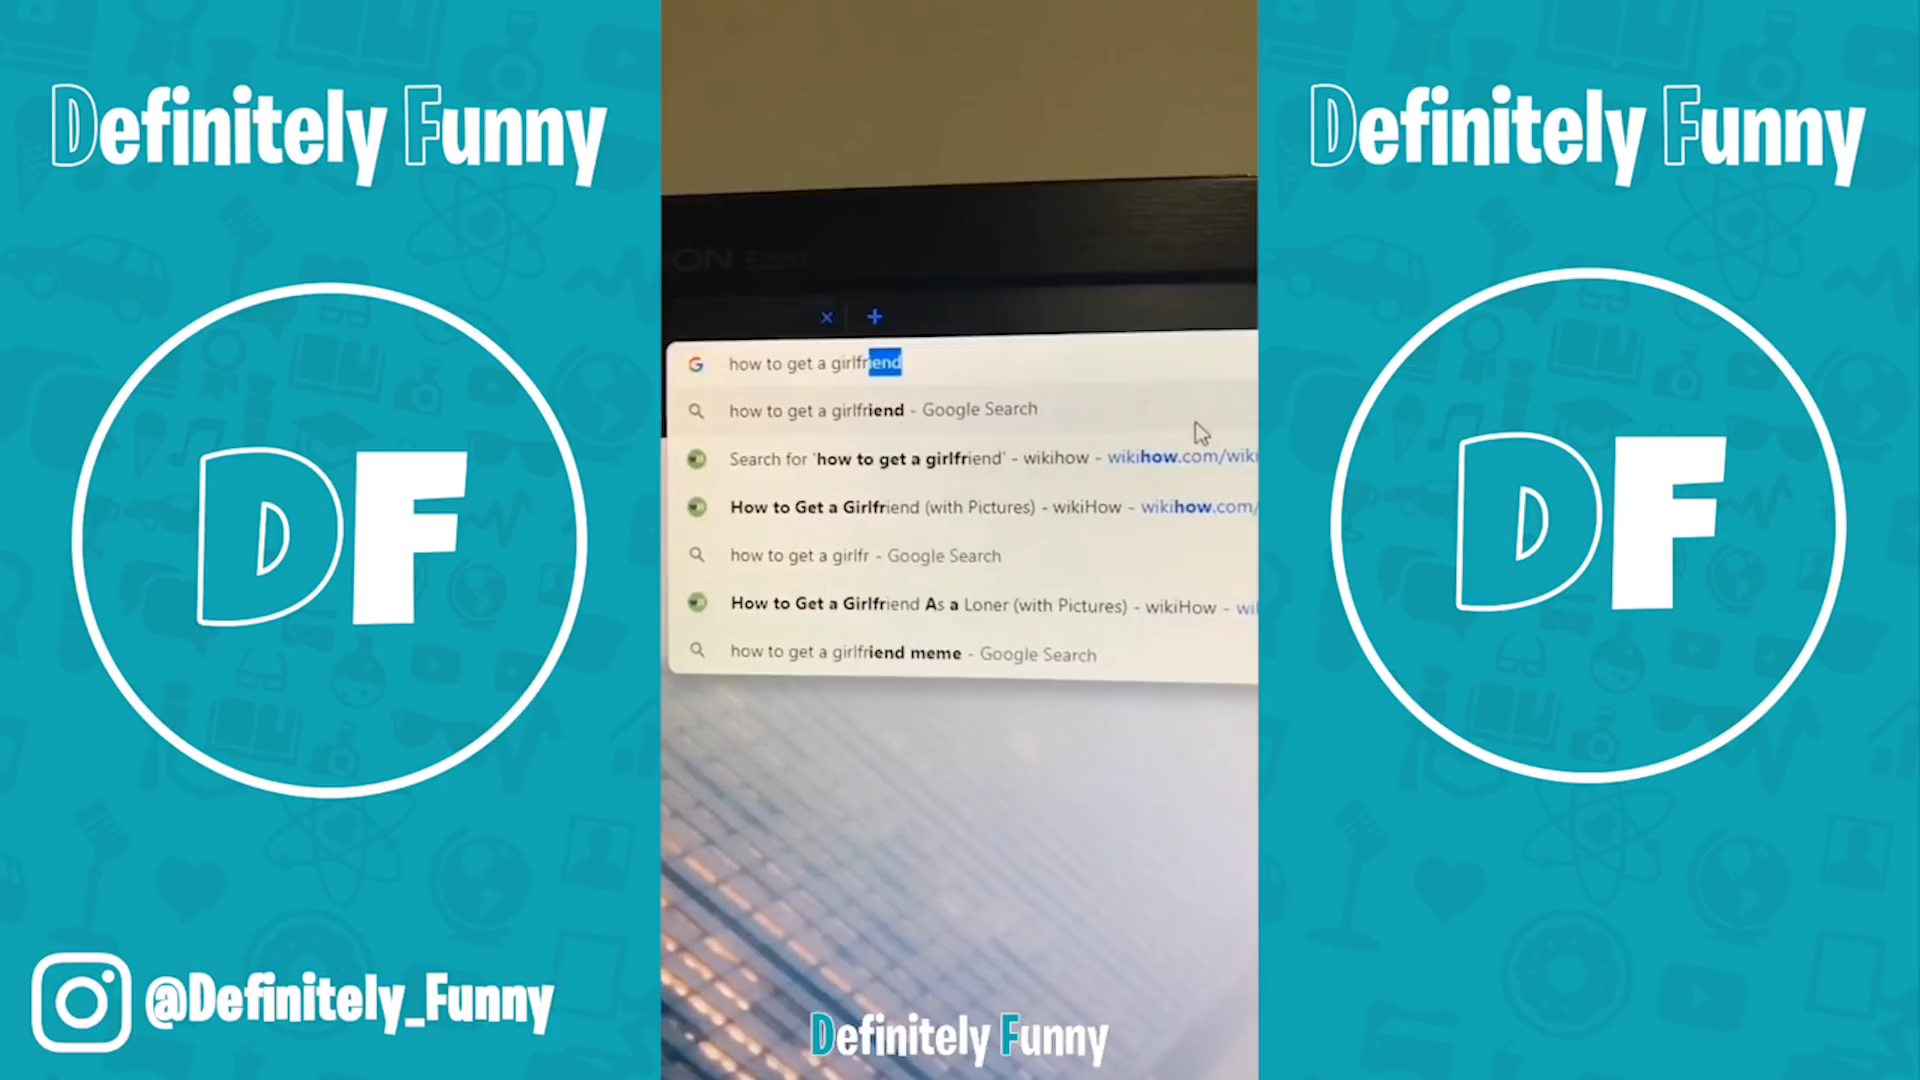 Definitely Funny
DF
@Definitely_Funny
ON
how to get a girlfriend
how to get a girlfriend - Google Search
Search for 'how to get a girlfriend' - wikihow - wikihow.com/wiki
How to Get a Girlfriend (with Pictures) - wikiHow - wikihow.com/
how to get a girlfr - Google Search
How to Get a Girlfriend As a Loner (with Pictures) - wikiHow - wi
how to get a girlfriend meme - Google Search
Definitely Funny
Definitely Funny
DF